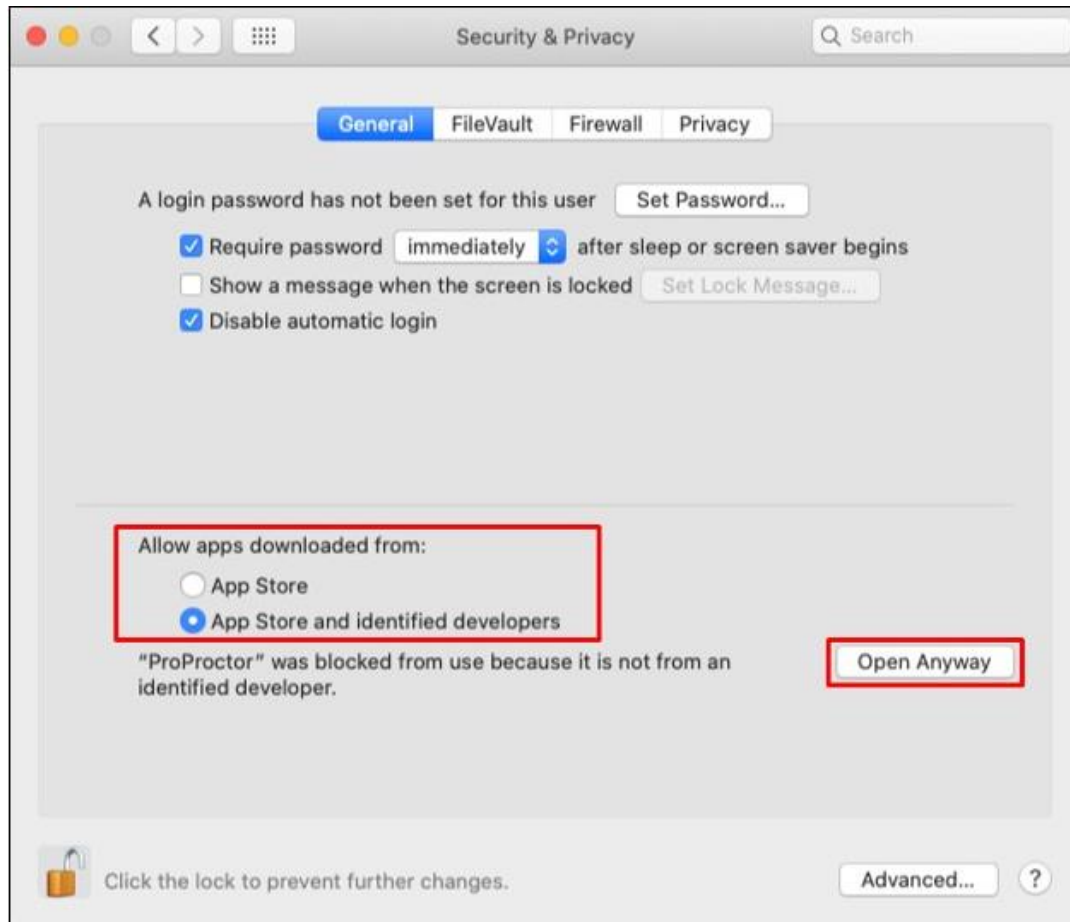 Security & Privacy
Search
General FileVault Firewall Privacy
A login password has not been set for this user Set Password...
Require password immediately after sleep or screen saver begins
Show a message when the screen is locked Set Lock Message...
Disable automatic login
Allow apps downloaded from:
App Store
App Store and identified developers
“ProProctor” was blocked from use because it is not from an
identified developer.
Open Anyway
Click the lock to prevent further changes.
Advanced... ?